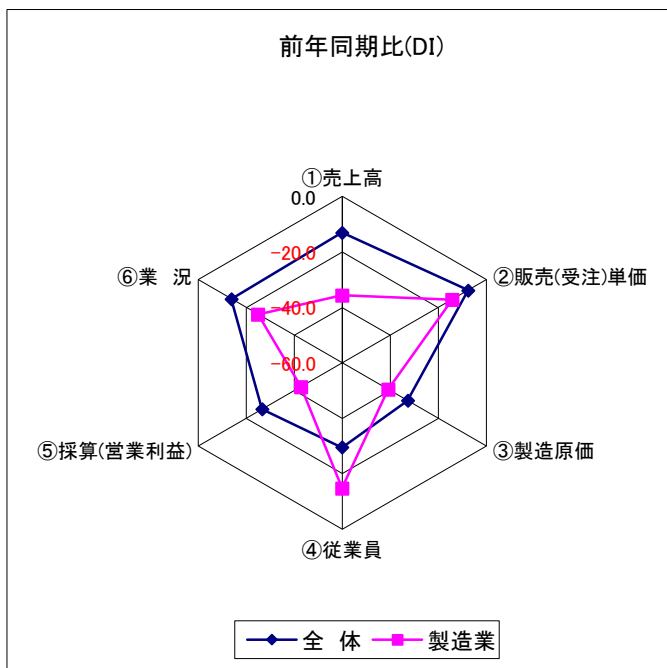 前年同期比(DI)
①売上高
0.0
-20.0
-40.0
-60.0
②販売(受注)単価
③製造原価
④従業員
⑤採算(営業利益)
⑥業 況
全 体 製造業